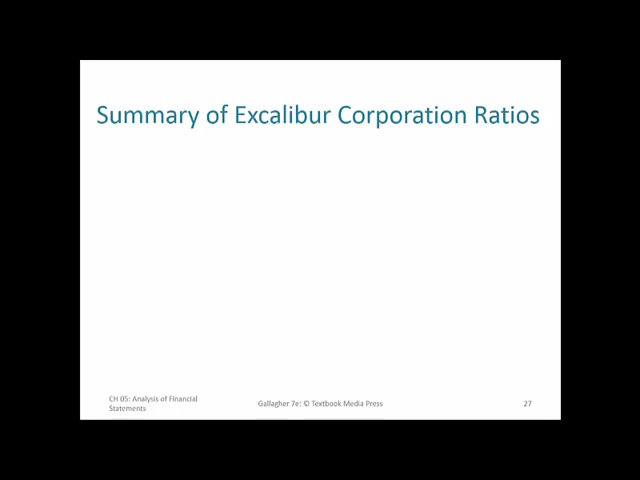 Summary of Excalibur Corporation Ratios
CH 05: Analysis of Financial
Statements
Gallagher 7e: © Textbook Media Press
27